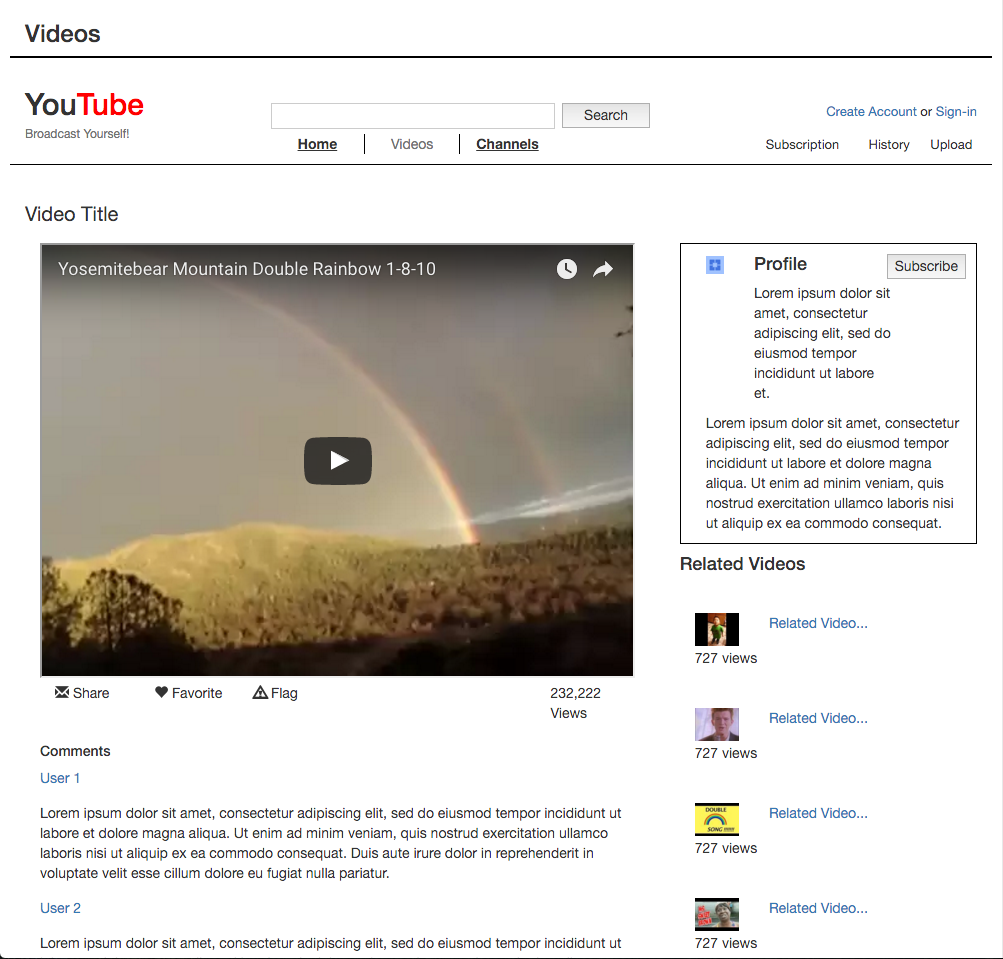 Videos
YouTube
Broadcast Yourself!
Search
Create Account or Sign-in
Home
Videos
Channels
Subscription
History
Upload
Video Title
Yosemitebear Mountain Double Rainbow 1-8-10
Share
Favorite
Flag
232,222
Views
Comments
User 1
Lorem ipsum dolor sit amet, consectetur adipiscing elit, sed do eiusmod tempor incididunt ut
labore et dolore magna aliqua. Ut enim ad minim veniam, quis nostrud exercitation ullamco
laboris nisi ut aliquip ex ea commodo consequat. Duis aute irure dolor in reprehenderit in
voluptate velit esse cillum dolore eu fugiat nulla pariatur.
User 2
Lorem ipsum dolor sit amet, consectetur adipiscing elit, sed do eiusmod tempor incididunt ut
Profile
Subscribe
Lorem ipsum dolor sit
amet, consectetur
adipiscing elit, sed do
eiusmod tempor
incididunt ut labore
et.
Lorem ipsum dolor sit amet, consectetur
adipiscing elit, sed do eiusmod tempor
incididunt ut labore et dolore magna
aliqua. Ut enim ad minim veniam, quis
nostrud exercitation ullamco laboris nisi
ut aliquip ex ea commodo consequat.
Related Videos
Related Video...
727 views
Related Video...
727 views
Related Video...
DOUBLE
SONG
727 views
Related Video...
727 views